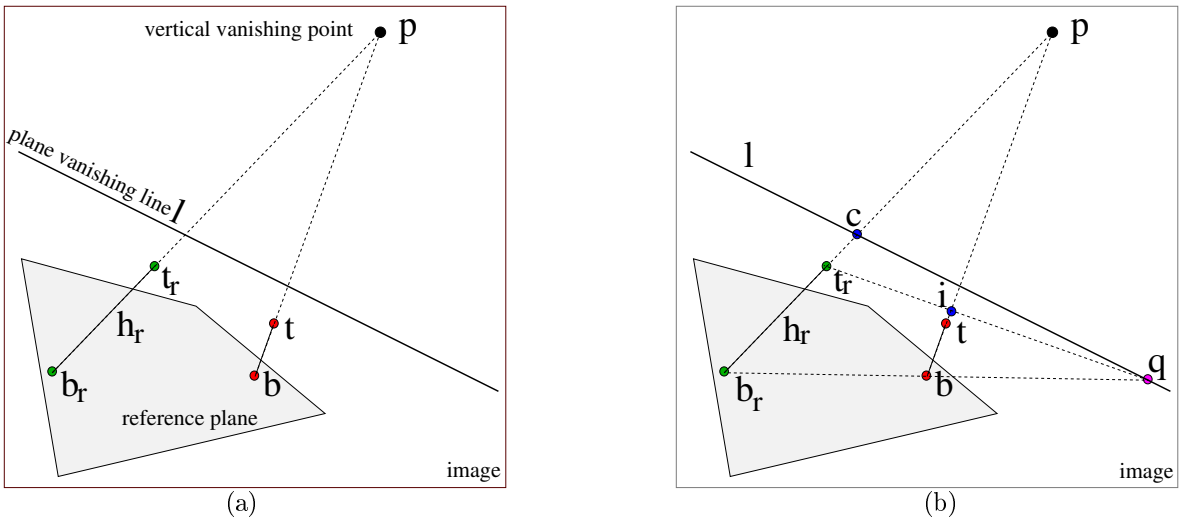 vertical vanishing point p
plane vanishing line l
t_r
h_r
t
b_r
b
reference plane
image
(a)
p
l
c
t_r
i
h_r
t
q
b_r
b
image
(b)